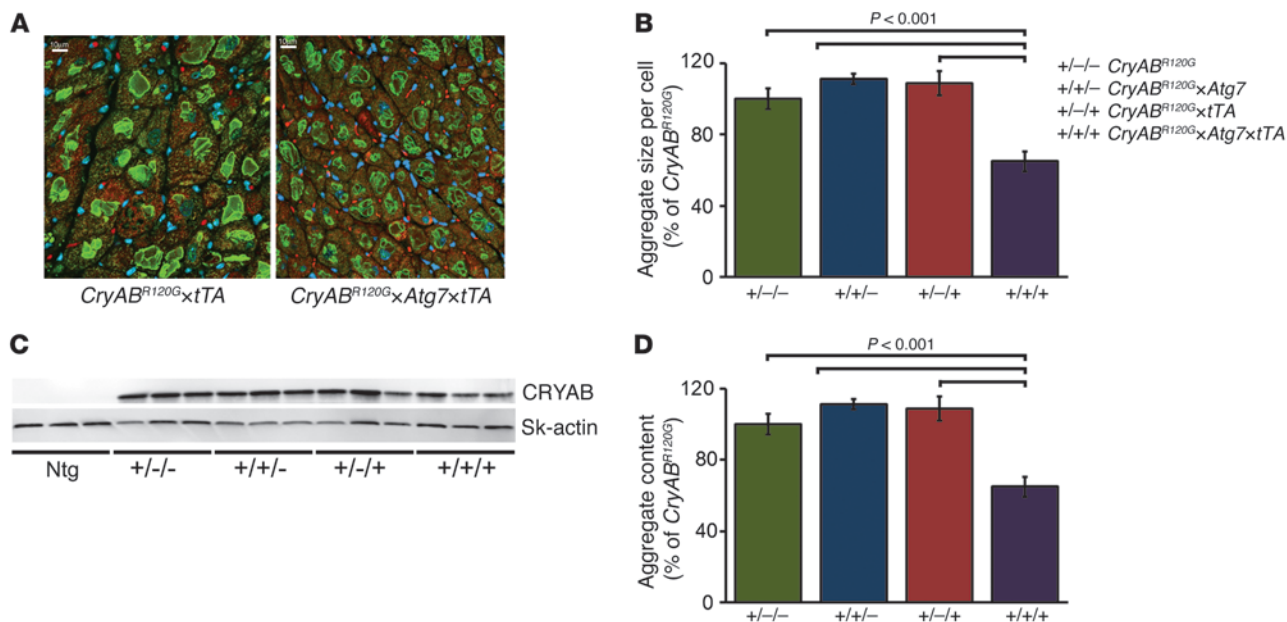 A
10μm
10μm
CryAB^R120G×tTA
CryAB^R120G×Atg7×tTA
B
P < 0.001
Aggregate size per cell
(% of CryAB^R120G)
120
80
40
0
+/–/–
+/+/–
+/–/+
+/+/+
+/–/– CryAB^R120G
+/+/– CryAB^R120G×Atg7
+/–/+ CryAB^R120G×tTA
+/+/+ CryAB^R120G×Atg7×tTA
C
CRYAB
Sk-actin
Ntg
+/-/-
+/+/-
+/-/+
+/+/+
D
P < 0.001
Aggregate content
(% of CryAB^R120G)
120
80
40
0
+/–/–
+/+/–
+/–/+
+/+/+